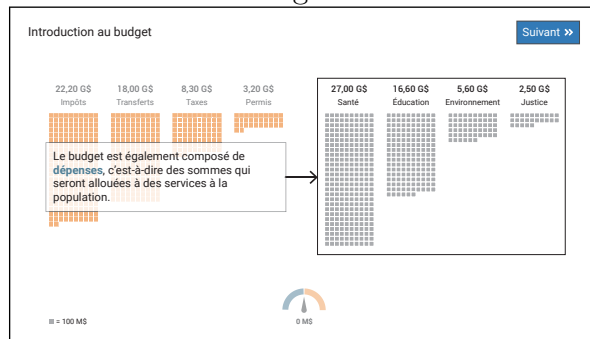 Introduction au budget
Suivant »
22,20 G$ 18,00 G$ 8,30 G$ 3,20 G$ 27,00 G$ 16,60 G$ 5,60 G$ 2,50 G$
Impôts Transferts Taxes Permis Santé Éducation Environnement Justice
Le budget est également composé de
dépenses, c'est-à-dire des sommes qui
seront allouées à des services à la
population.
= 100 M$
0 M$